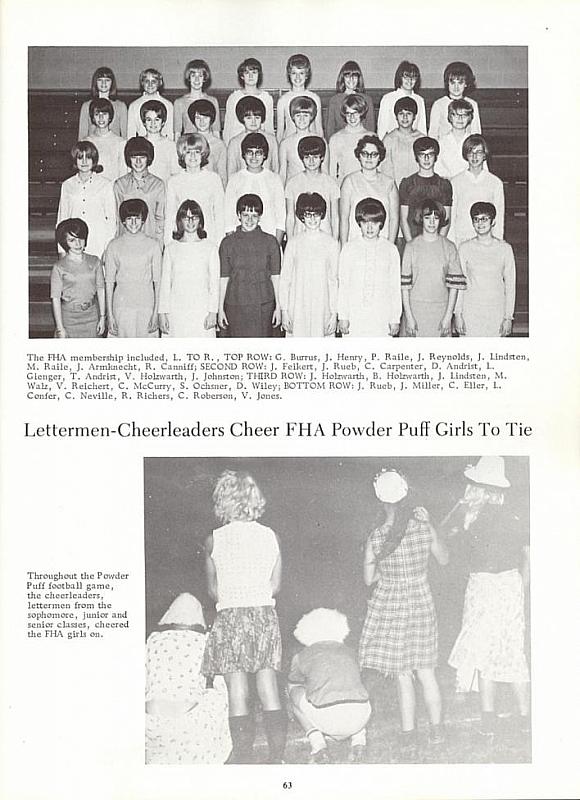 The FHA membership included, L. TO R., TOP ROW: G. Burrus, J. Henry, P. Raile, J. Reynolds, J. Lindsten,
M. Raile, J. Armknecht, R. Canniff; SECOND ROW: J. Feikert, J. Rueb, C. Carpenter, D. Andrist, L.
Gienger, T. Andrist, V. Holzwarth, J. Johnston; THIRD ROW: J. Holzwarth, B. Holzwarth, J. Lindsten, M.
Walz, V. Reichert, C. McCurry, S. Ochsner, D. Wiley; BOTTOM ROW: J. Rueb, J. Miller, C. Eller, L.
Confer, C. Neville, R. Richers, C. Roberson, V. Jones.
Lettermen-Cheerleaders Cheer FHA Powder Puff Girls To Tie
Throughout the Powder
Puff football game,
the cheerleaders,
lettermen from the
sophomore, junior and
senior classes, cheered
the FHA girls on.
63